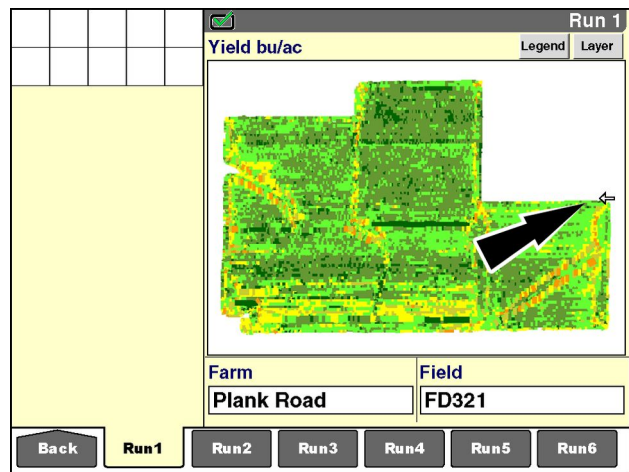 Run 1
Yield bu/ac
Legend
Layer
Farm
Field
Plank Road
FD321
Back
Run1
Run2
Run3
Run4
Run5
Run6